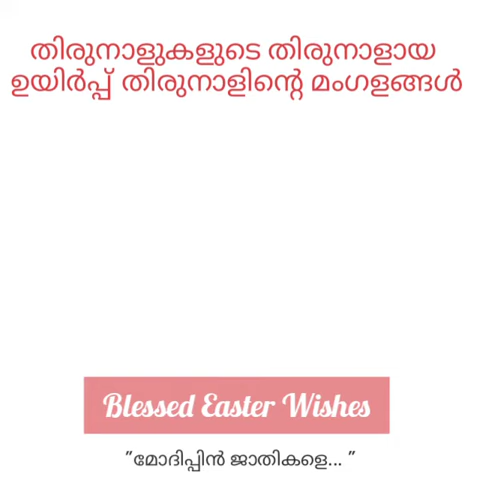 തിരുനാളുകളുടെ തിരുനാളായ
ഉയിർപ്പ് തിരുനാളിന്റെ മംഗളങ്ങൾ
Blessed Easter Wishes
"മോദിപ്പിൻ ജാതികളെ... "